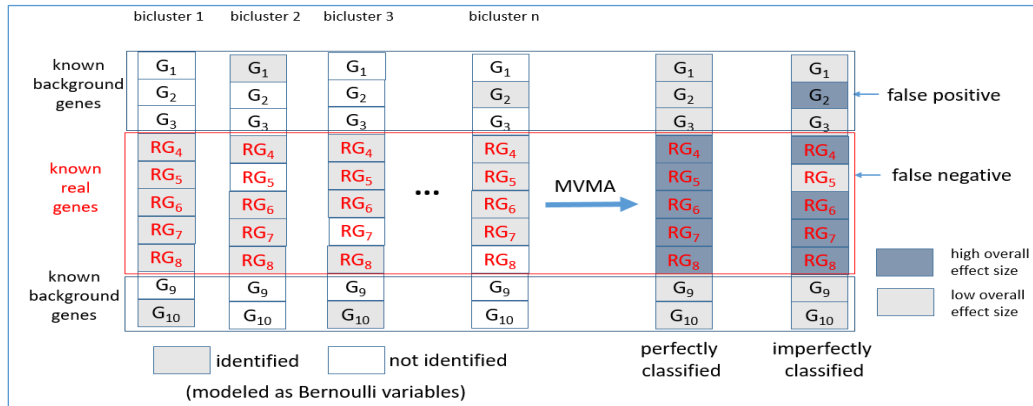 bicluster 1 bicluster 2 bicluster 3 bicluster n
known
background
genes
G₁ G₁ G₁ G₁ G₁ G₁
G₂ G₂ G₂ G₂ G₂ G₂
false positive
G₃ G₃ G₃ G₃ G₃ G₃
known
real
genes
RG₄ RG₄ RG₄ RG₄ RG₄ RG₄
RG₅ RG₅ RG₅ RG₅ RG₅ RG₅
false negative
...
MVMA
RG₆ RG₆ RG₆ RG₆ RG₆ RG₆
RG₇ RG₇ RG₇ RG₇ RG₇ RG₇
RG₈ RG₈ RG₈ RG₈ RG₈ RG₈
known
background
genes
G₉ G₉ G₉ G₉ G₉ G₉
G₁₀ G₁₀ G₁₀ G₁₀ G₁₀ G₁₀
high overall
effect size
low overall
effect size
identified not identified
(modeled as Bernoulli variables)
perfectly
classified
imperfectly
classified